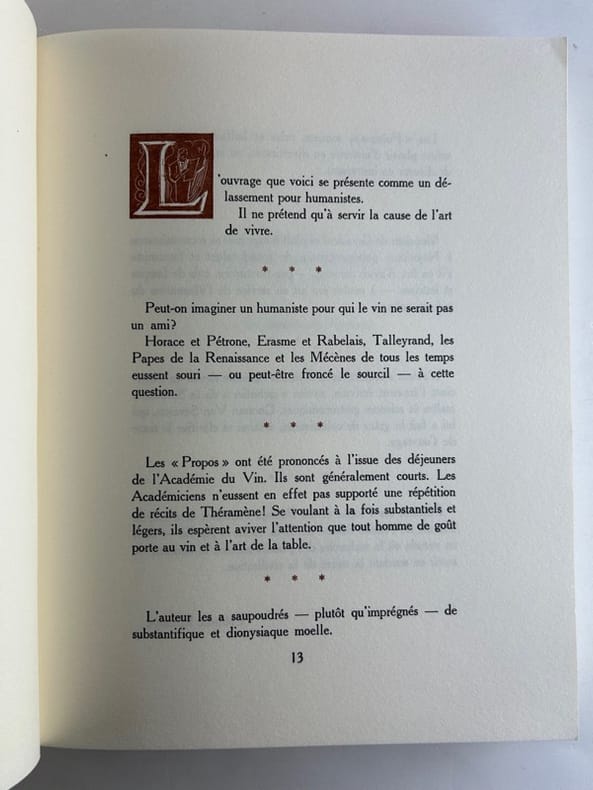 L'ouvrage que voici se présente comme un dé-
lassement pour humanistes.
Il ne prétend qu'à servir la cause de l'art
de vivre.
* * *
Peut-on imaginer un humaniste pour qui le vin ne serait pas
un ami?
Horace et Pétrone, Erasme et Rabelais, Talleyrand, les
Papes de la Renaissance et les Mécènes de tous les temps
eussent souri — ou peut-être froncé le sourcil — à cette
question.
* * *
Les « Propos » ont été prononcés à l'issue des déjeuners
de l'Académie du Vin. Ils sont généralement courts. Les
Académiciens n'eussent en effet pas supporté une répétition
de récits de Théramène! Se voulant à la fois substantiels et
légers, ils espèrent aviver l'attention que tout homme de goût
porte au vin et à l'art de la table.
* * *
L'auteur les a saupoudrés — plutôt qu'imprégnés — de
substantifique et dionysiaque moelle.
13